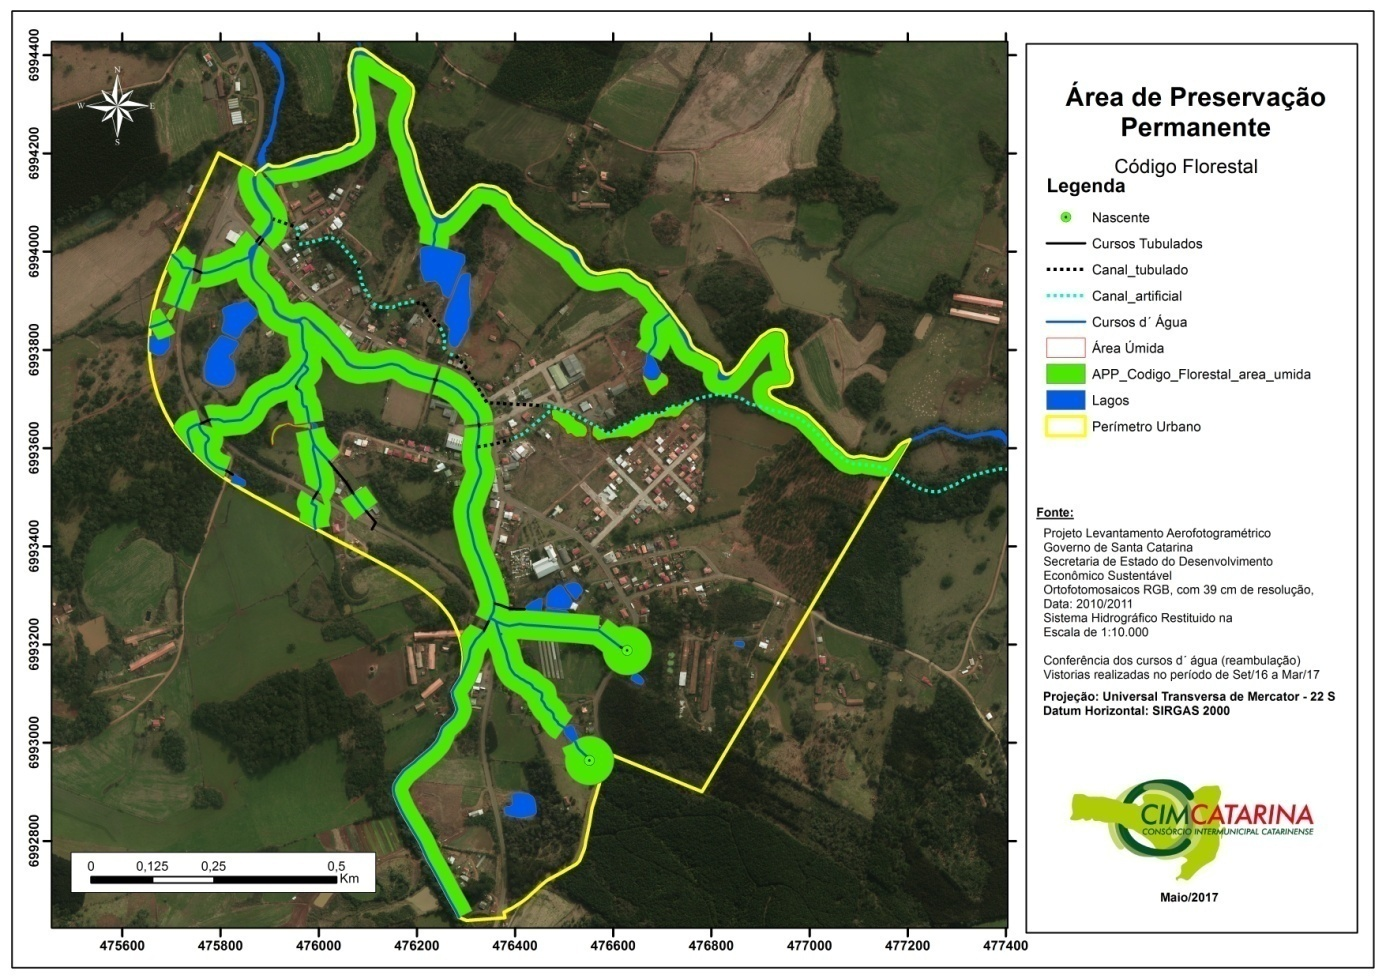 Área de Preservação
Permanente
Código Florestal
Legenda
Nascente
Cursos Tubulados
Canal_tubulado
Canal_artificial
Cursos d´ Água
Área Úmida
APP_Codigo_Florestal_area_umida
Lagos
Perímetro Urbano
Fonte:
Projeto Levantamento Aerofotogramétrico
Governo de Santa Catarina
Secretaria de Estado do Desenvolvimento
Econômico Sustentável
Ortofotomosaicos RGB, com 39 cm de resolução,
Data: 2010/2011
Sistema Hidrográfico Restituido na
Escala de 1:10.000
Conferência dos cursos d´ água (reambulação)
Vistorias realizadas no período de Set/16 a Mar/17
Projeção: Universal Transversa de Mercator - 22 S
Datum Horizontal: SIRGAS 2000
CIMCATARINA
CONSÓRCIO INTERMUNICIPAL CATARINENSE
Maio/2017
N
W E
S
6994400
6994200
6994000
6993800
6993600
6993400
6993200
6993000
6992800
0 0,125 0,25 0,5
Km
475600 475800 476000 476200 476400 476600 476800 477000 477200 477400